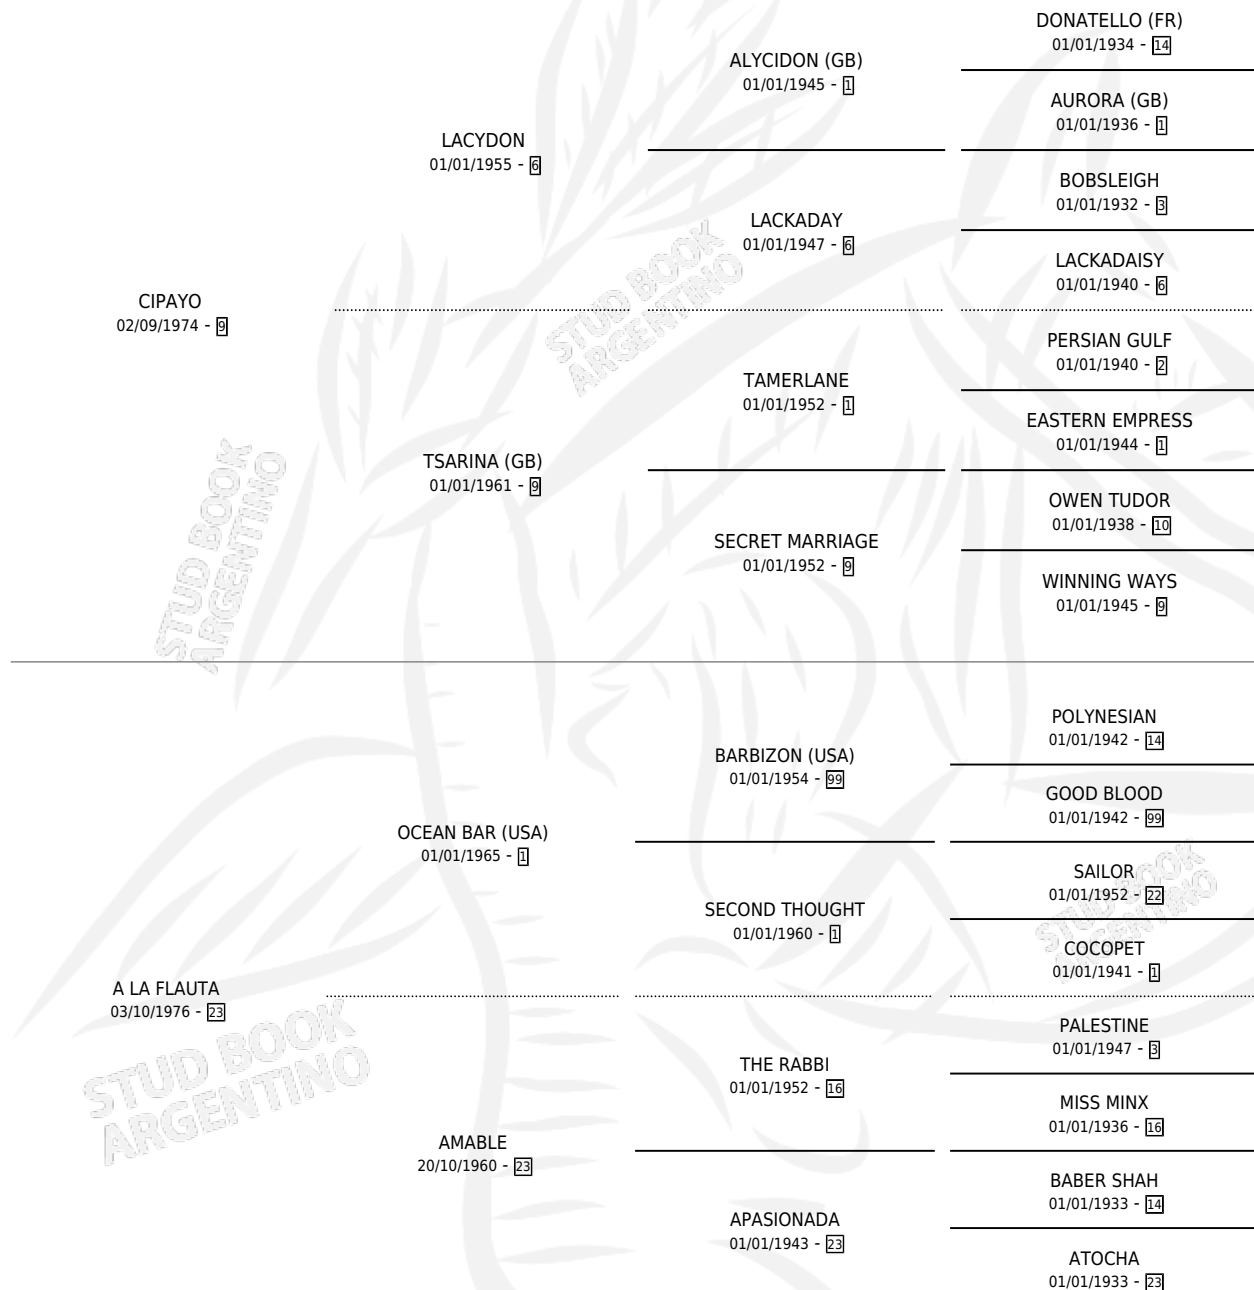 DONATELLO (FR)
01/01/1934 - 14
ALYCIDON (GB)
01/01/1945 - 1
AURORA (GB)
01/01/1936 - 1
LACYDON
01/01/1955 - 6
BOBSLEIGH
01/01/1932 - 3
LACKADAY
01/01/1947 - 6
LACKADAISY
01/01/1940 - 6
CIPAYO
02/09/1974 - 9
PERSIAN GULF
01/01/1940 - 2
TAMERLANE
01/01/1952 - 1
EASTERN EMPRESS
01/01/1944 - 1
TSARINA (GB)
01/01/1961 - 9
OWEN TUDOR
01/01/1938 - 10
SECRET MARRIAGE
01/01/1952 - 9
WINNING WAYS
01/01/1945 - 9
POLYNESIAN
01/01/1942 - 14
BARBIZON (USA)
01/01/1954 - 99
GOOD BLOOD
01/01/1942 - 99
OCEAN BAR (USA)
01/01/1965 - 1
SAILOR
01/01/1952 - 22
SECOND THOUGHT
01/01/1960 - 1
COCOPET
01/01/1941 - 1
A LA FLAUTA
03/10/1976 - 23
PALESTINE
01/01/1947 - 3
THE RABBI
01/01/1952 - 16
MISS MINX
01/01/1936 - 16
AMABLE
20/10/1960 - 23
BABER SHAH
01/01/1933 - 14
APASIONADA
01/01/1943 - 23
ATOCHA
01/01/1933 - 23
STUD BOOK
ARGENTINO
STUD BOOK
ARGENTINO
STUD BOOK
ARGENTINO
STUD BOOK
ARGENTINO